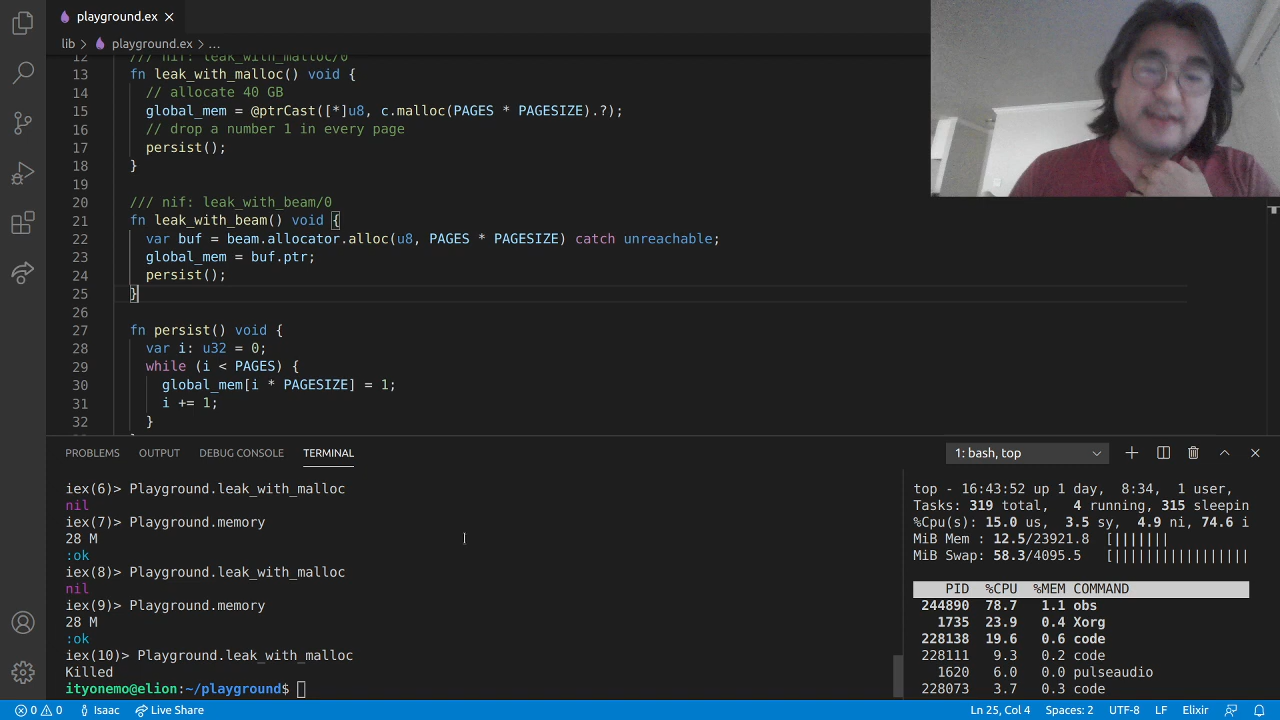 playground.ex
lib > playground.ex > ...
12 /// nif: leak_with_malloc/0
13 fn leak_with_malloc() void {
14 // allocate 40 GB
15 global_mem = @ptrCast([*]u8, c.malloc(PAGES * PAGESIZE).?);
16 // drop a number 1 in every page
17 persist();
18 }
19
20 /// nif: leak_with_beam/0
21 fn leak_with_beam() void {
22 var buf = beam.allocator.alloc(u8, PAGES * PAGESIZE) catch unreachable;
23 global_mem = buf.ptr;
24 persist();
25 }
26
27 fn persist() void {
28 var i: u32 = 0;
29 while (i < PAGES) {
30 global_mem[i * PAGESIZE] = 1;
31 i += 1;
32 }
PROBLEMS OUTPUT DEBUG CONSOLE TERMINAL 1: bash, top
iex(6)> Playground.leak_with_malloc
nil
iex(7)> Playground.memory
28 M
:ok
iex(8)> Playground.leak_with_malloc
nil
iex(9)> Playground.memory
28 M
:ok
iex(10)> Playground.leak_with_malloc
Killed
ityonemo@elion:~/playground$
top - 16:43:52 up 1 day, 8:34, 1 user,
Tasks: 319 total, 4 running, 315 sleepin
%Cpu(s): 15.0 us, 3.5 sy, 4.9 ni, 74.6 i
MiB Mem : 12.5/23921.8 [|||||||
MiB Swap: 58.3/4095.5 [|||||||||||||||||
PID %CPU %MEM COMMAND
244890 78.7 1.1 obs
1735 23.9 0.4 Xorg
228138 19.6 0.6 code
228111 9.3 0.2 code
1620 6.0 0.0 pulseaudio
228073 3.7 0.3 code
0 0 Isaac Live Share Ln 25, Col 4 Spaces: 2 UTF-8 LF Elixir